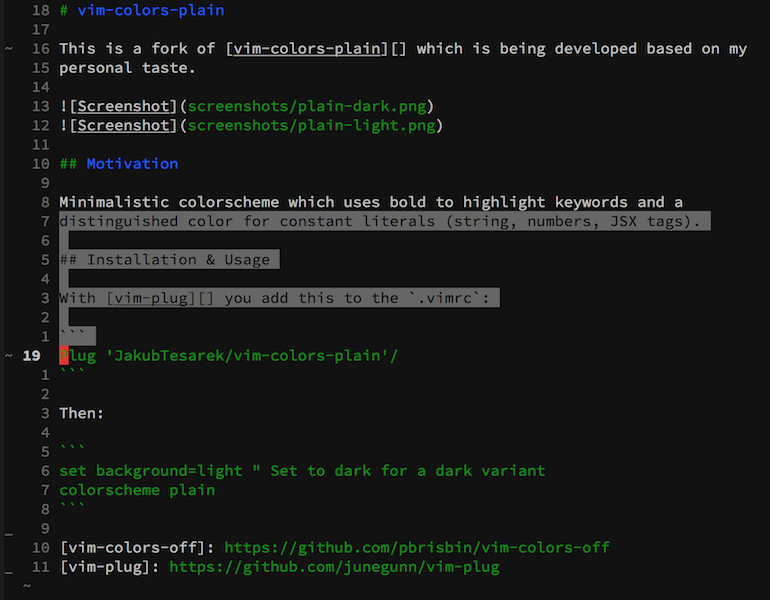 18 # vim-colors-plain
17
~ 16 This is a fork of [vim-colors-plain][] which is being developed based on my
15 personal taste.
14
13 ![Screenshot](screenshots/plain-dark.png)
12 ![Screenshot](screenshots/plain-light.png)
11
10 ## Motivation
9
8 Minimalistic colorscheme which uses bold to highlight keywords and a
7 distinguished color for constant literals (string, numbers, JSX tags).
6
5 ## Installation & Usage
4
3 With [vim-plug][] you add this to the `.vimrc`:
2
1 ```
~ 19 Plug 'JakubTesarek/vim-colors-plain'/
1 ```
2
3 Then:
4
5 ```
6 set background=light " Set to dark for a dark variant
7 colorscheme plain
8 ```
_ 9
10 [vim-colors-off]: https://github.com/pbrisbin/vim-colors-off
_ 11 [vim-plug]: https://github.com/junegunn/vim-plug
~